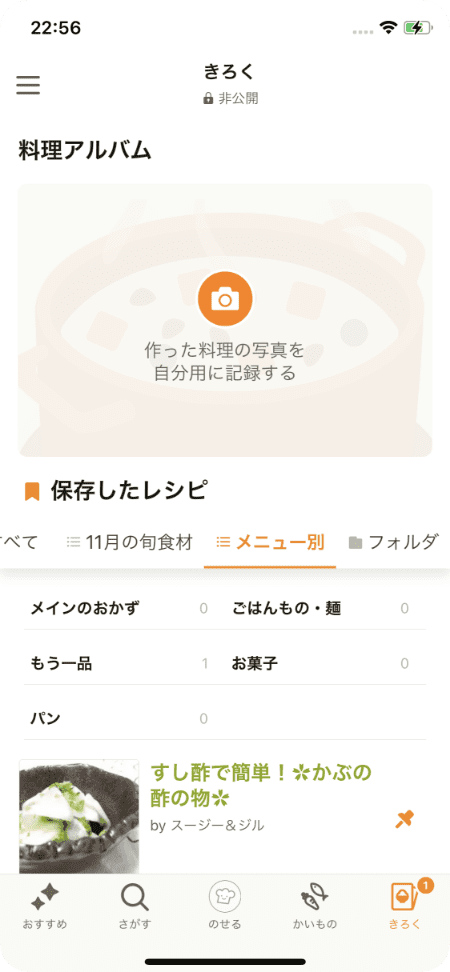 22:56
きろく
非公開
料理アルバム
作った料理の写真を
自分用に記録する
保存したレシピ
べて 11月の旬食材 メニュー別 フォルダ
メインのおかず 0 ごはんもの・麺 0
もう一品 1 お菓子 0
パン 0
すし酢で簡単！✲かぶの
酢の物✲
by スージー＆ジル
1
おすすめ さがす のせる かいもの きろく